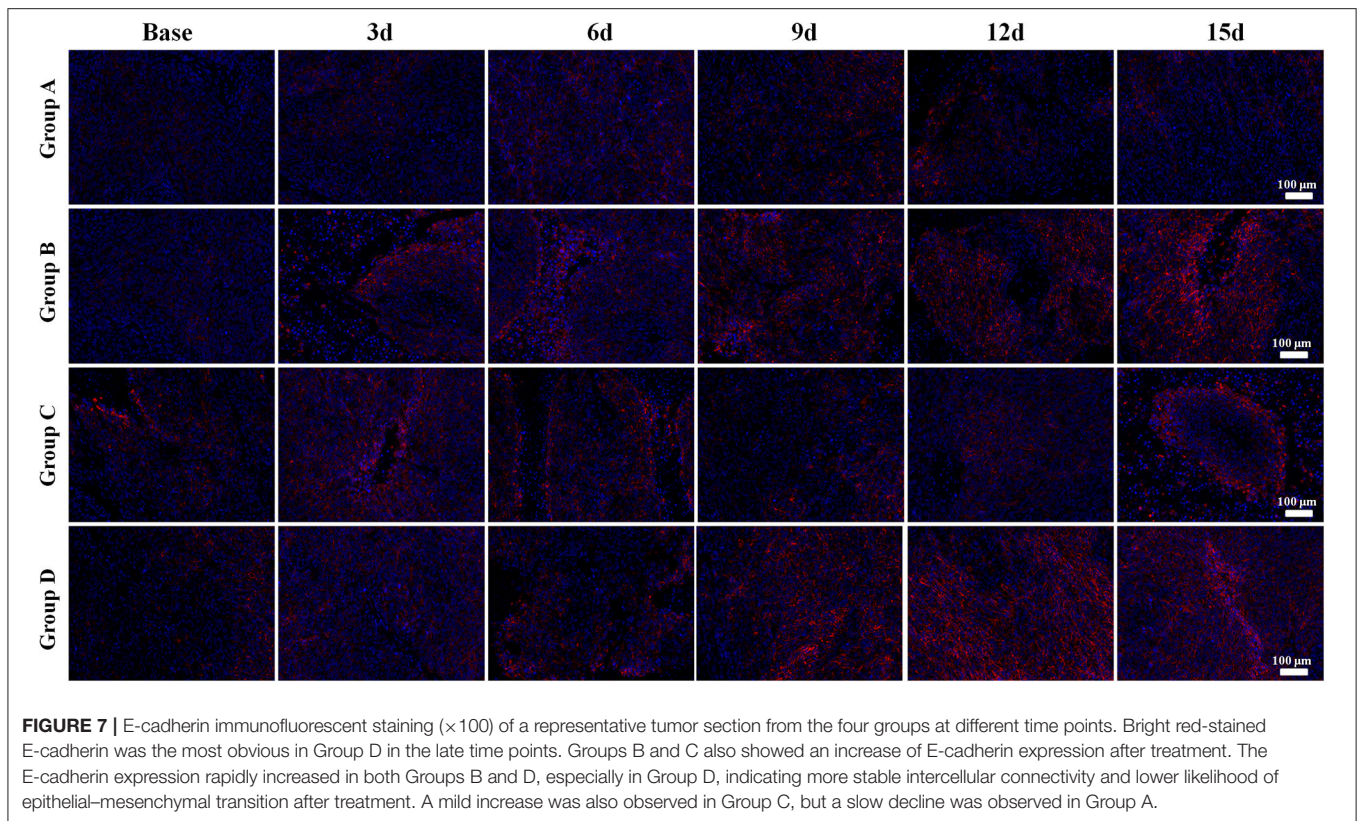 Base 3d 6d 9d 12d 15d
Group A
100 µm
Group B
100 µm
Group C
100 µm
Group D
100 µm
FIGURE 7 | E-cadherin immunofluorescent staining (×100) of a representative tumor section from the four groups at different time points. Bright red-stained
E-cadherin was the most obvious in Group D in the late time points. Groups B and C also showed an increase of E-cadherin expression after treatment. The
E-cadherin expression rapidly increased in both Groups B and D, especially in Group D, indicating more stable intercellular connectivity and lower likelihood of
epithelial–mesenchymal transition after treatment. A mild increase was also observed in Group C, but a slow decline was observed in Group A.